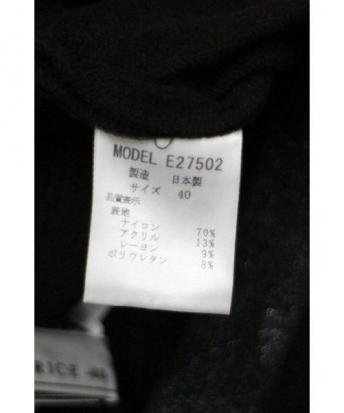 MODEL E27502
製造 日本製
サイズ 40
品質表示
表地
ナイロン 70%
アクリル 13%
レーヨン 9%
ポリウレタン 8%
RICE